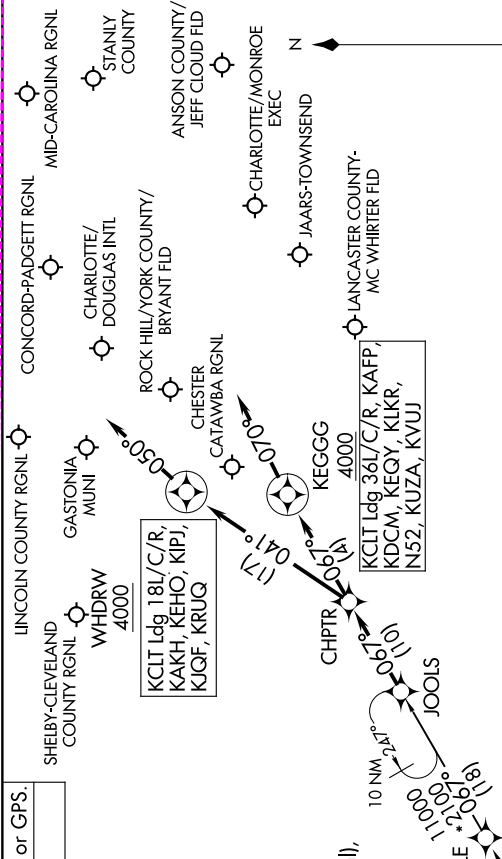 or GPS.
LINCOLN COUNTY RGNL
CONCORD-PADGETT RGNL
MID-CAROLINA RGNL
STANLY
COUNTY
SHELBY-CLEVELAND
COUNTY RGNL
GASTONIA
MUNI
CHARLOTTE/
DOUGLAS INTL
ANSON COUNTY/
JEFF CLOUD FLD
WHDRW
4000
KCLT Ldg 18L/C/R,
KAKH, KEHO, KIPJ,
KJQF, KRUQ
050°
ROCK HILL/YORK COUNTY/
BRYANT FLD
CHESTER
CATAWBA RGNL
CHARLOTTE/MONROE
EXEC
N
JAARS-TOWNSEND
LANCASTER COUNTY-
MC WHIRTER FLD
041°
(17)
070°
KEGGG
4000
KCLT Ldg 36L/C/R, KAFP,
KDCM, KEQY, KLKR,
N52, KUZA, KVUJ
067°
(4)
CHPTR
067°
(10)
JOOLS
10 NM
247°
11000
*2100
067°
(18)
LE
l),